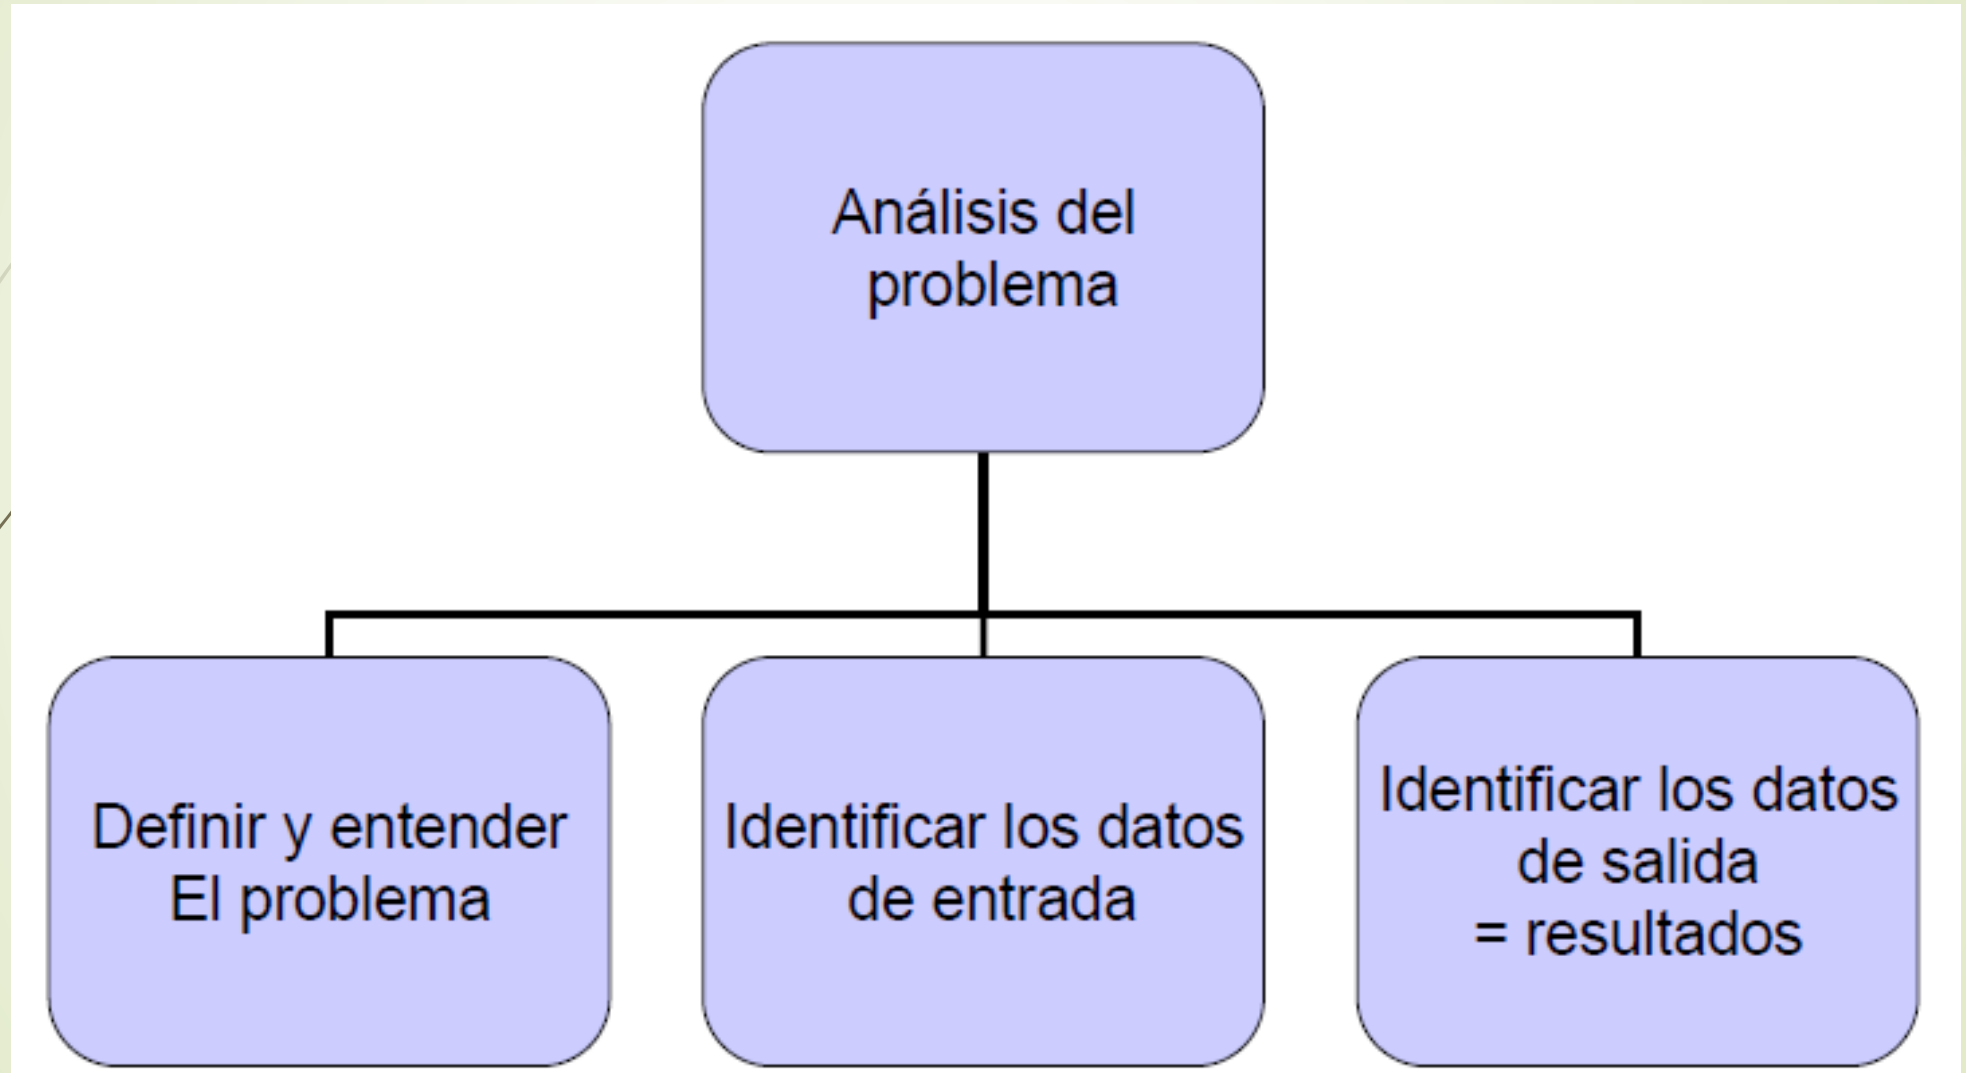 Análisis del
problema
Definir y entender
El problema
Identificar los datos
de entrada
Identificar los datos
de salida
= resultados